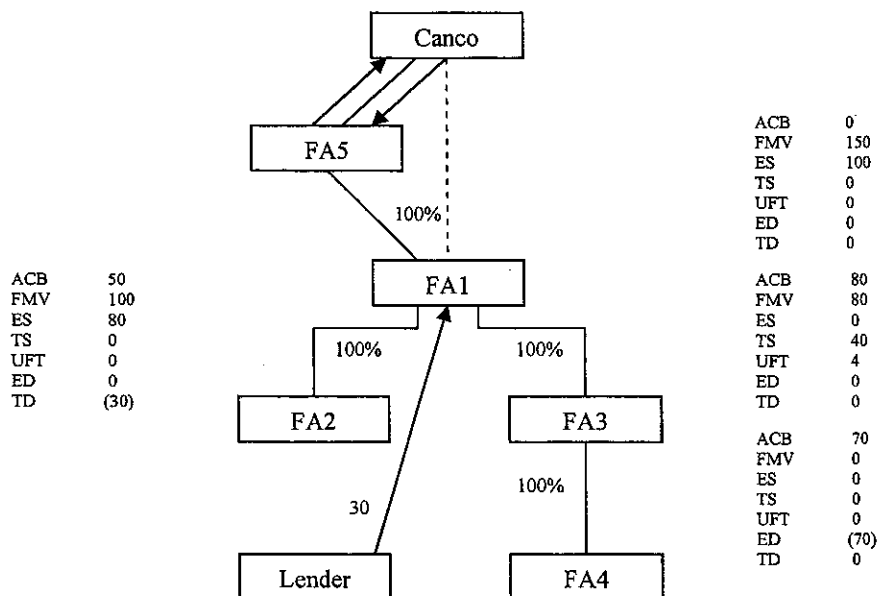 Canco
FA5
100%
ACB 0
FMV 150
ES 100
TS 0
UFT 0
ED 0
TD 0
FA1
ACB 50
FMV 100
ES 80
TS 0
UFT 0
ED 0
TD (30)
ACB 80
FMV 80
ES 0
TS 40
UFT 4
ED 0
TD 0
100%
100%
FA2
FA3
ACB 70
FMV 0
ES 0
TS 0
UFT 0
ED (70)
TD 0
30
100%
Lender
FA4